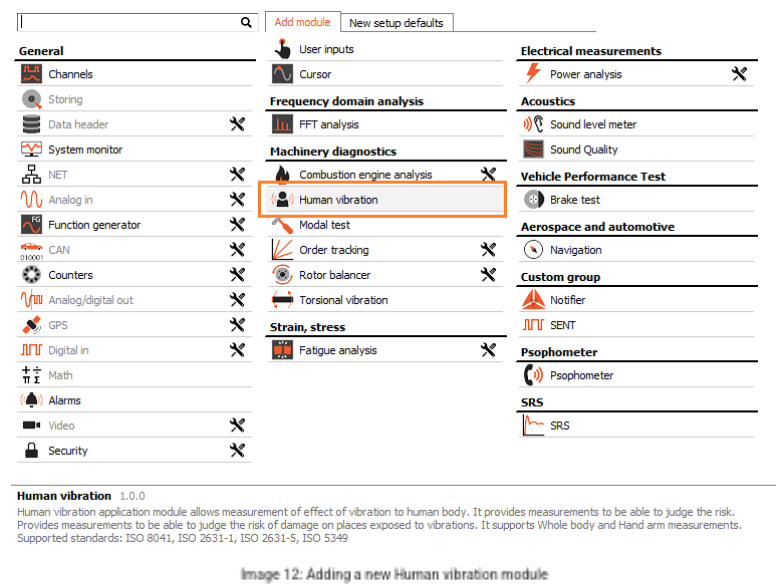 Add module
New setup defaults
General
Channels
Storing
Data header
System monitor
NET
Analog in
FG
Function generator
010001
CAN
Counters
Analog/digital out
GPS
Digital in
Math
Alarms
Video
Security
User inputs
Cursor
Frequency domain analysis
FFT analysis
Machinery diagnostics
Combustion engine analysis
Human vibration
Modal test
Order tracking
Rotor balancer
Torsional vibration
Strain, stress
Fatigue analysis
Electrical measurements
Power analysis
Acoustics
Sound level meter
Sound Quality
Vehicle Performance Test
Brake test
Aerospace and automotive
Navigation
Custom group
Notifier
SENT
Psophometer
Psophometer
SRS
SRS
Human vibration 1.0.0
Human vibration application module allows measurement of effect of vibration to human body. It provides measurements to be able to judge the risk.
Provides measurements to be able to judge the risk of damage on places exposed to vibrations. It supports Whole body and Hand arm measurements.
Supported standards: ISO 8041, ISO 2631-1, ISO 2631-5, ISO 5349
Image 12: Adding a new Human vibration module